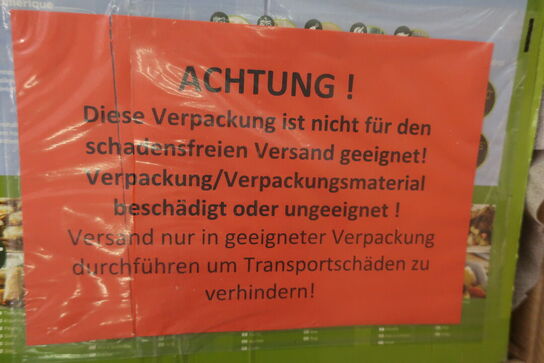 umerique
ACHTUNG !
Diese Verpackung ist nicht für den
schadensfreien Versand geeignet!
Verpackung/Verpackungsmaterial
beschädigt oder ungeeignet !
Versand nur in geeigneter Verpackung
durchführen um Transportschäden zu
verhindern!